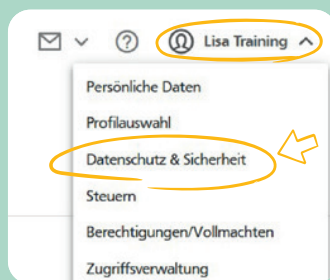 Lisa Training
Persönliche Daten
Profilauswahl
Datenschutz & Sicherheit
Steuern
Berechtigungen/Vollmachten
Zugriffsverwaltung